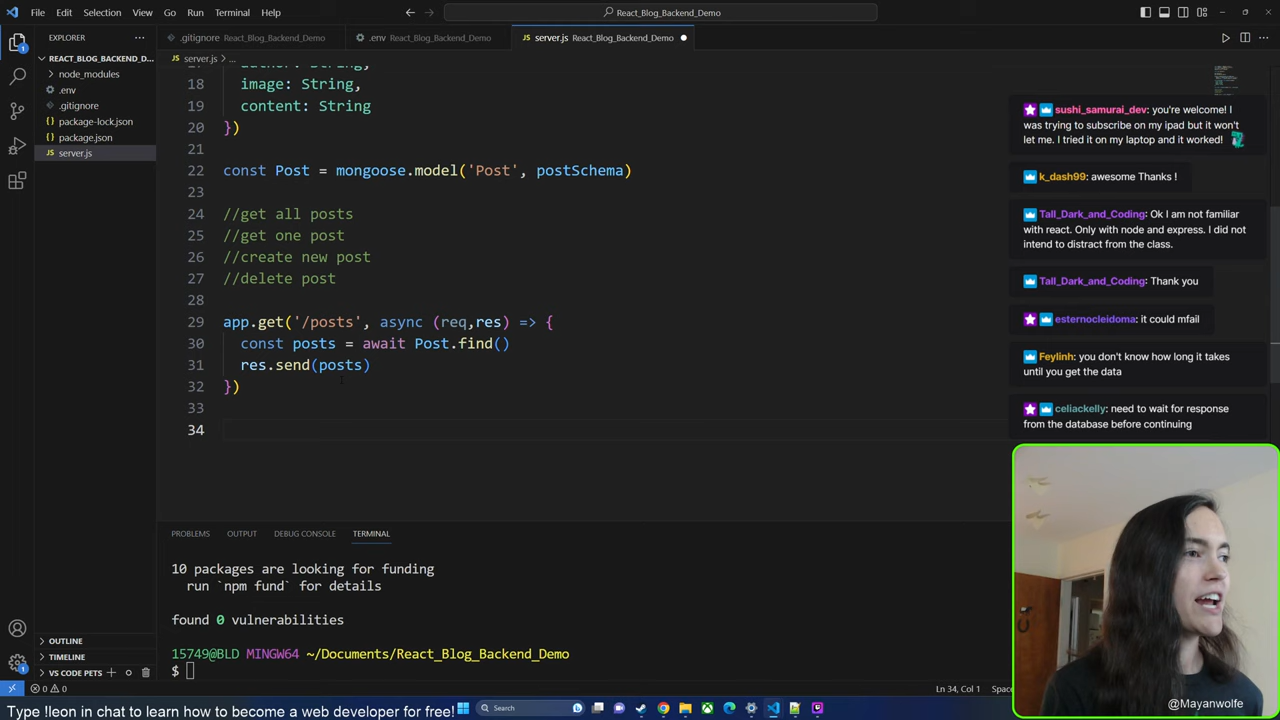 File Edit Selection View Go Run Terminal Help
React_Blog_Backend_Demo
EXPLORER
REACT_BLOG_BACKEND_D...
node_modules
.env
.gitignore
package-lock.json
package.json
JS server.js
OUTLINE
TIMELINE
VS CODE PETS
.gitignore React_Blog_Backend_Demo
.env React_Blog_Backend_Demo
JS server.js React_Blog_Backend_Demo
JS server.js > ...
18 image: String,
19 content: String
20 })
21
22 const Post = mongoose.model('Post', postSchema)
23
24 //get all posts
25 //get one post
26 //create new post
27 //delete post
28
29 app.get('/posts', async (req,res) => {
30 const posts = await Post.find()
31 res.send(posts)
32 })
33
34
PROBLEMS OUTPUT DEBUG CONSOLE TERMINAL
10 packages are looking for funding
run `npm fund` for details
found 0 vulnerabilities
15749@BLD MINGW64 ~/Documents/React_Blog_Backend_Demo
$
sushi_samurai_dev: you're welcome! I
was trying to subscribe on my ipad but it won't
let me. I tried it on my laptop and it worked!
k_dash99: awesome Thanks !
Tall_Dark_and_Coding: Ok I am not familiar
with react. Only with node and express. I did not
intend to distract from the class.
Tall_Dark_and_Coding: Thank you
esternocleidoma: it could mfail
Feylinh: you don't know how long it takes
until you get the data
celiackelly: need to wait for response
from the database before continuing
@Mayanwolfe
0 0
Ln 34, Col 1
Type !leon in chat to learn how to become a web developer for free!
Search